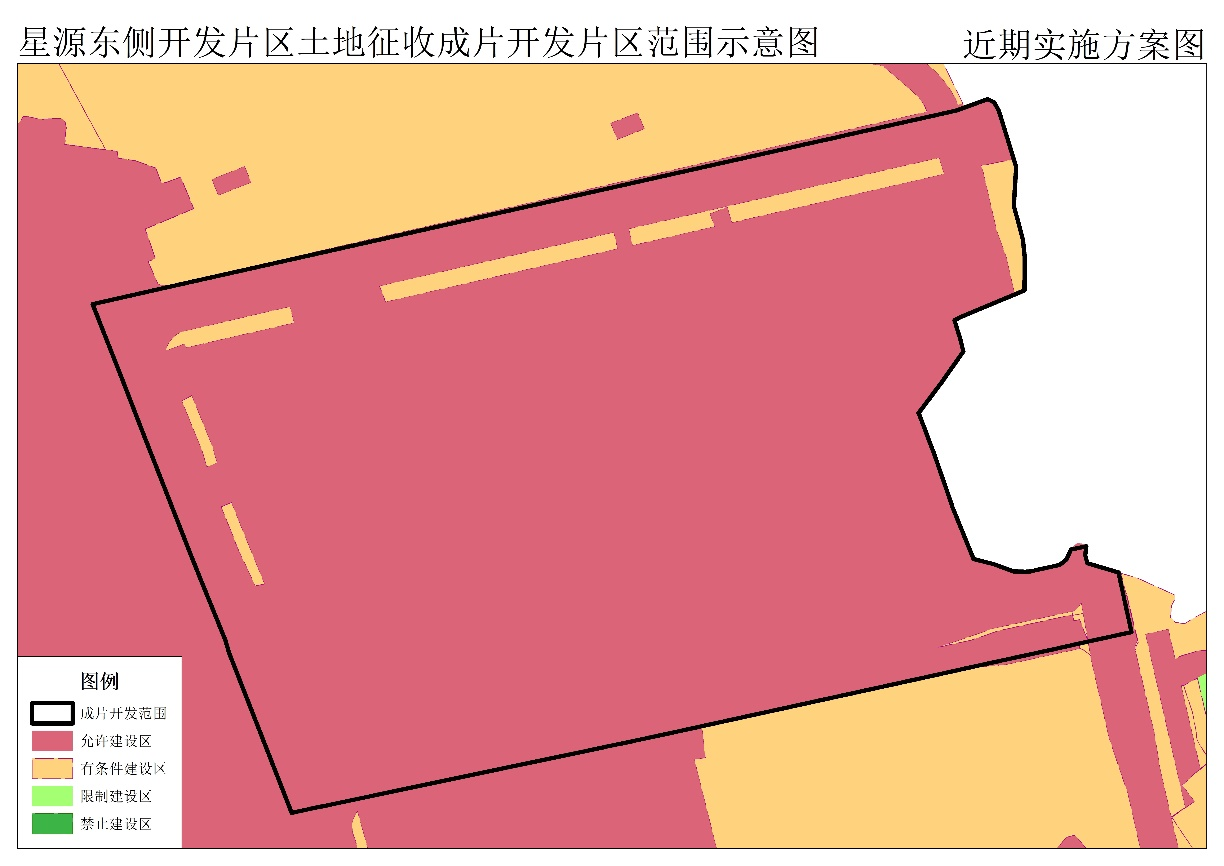 星源东侧开发片区土地征收成片开发片区范围示意图
近期实施方案图
图例
成片开发范围
允许建设区
有条件建设区
限制建设区
禁止建设区